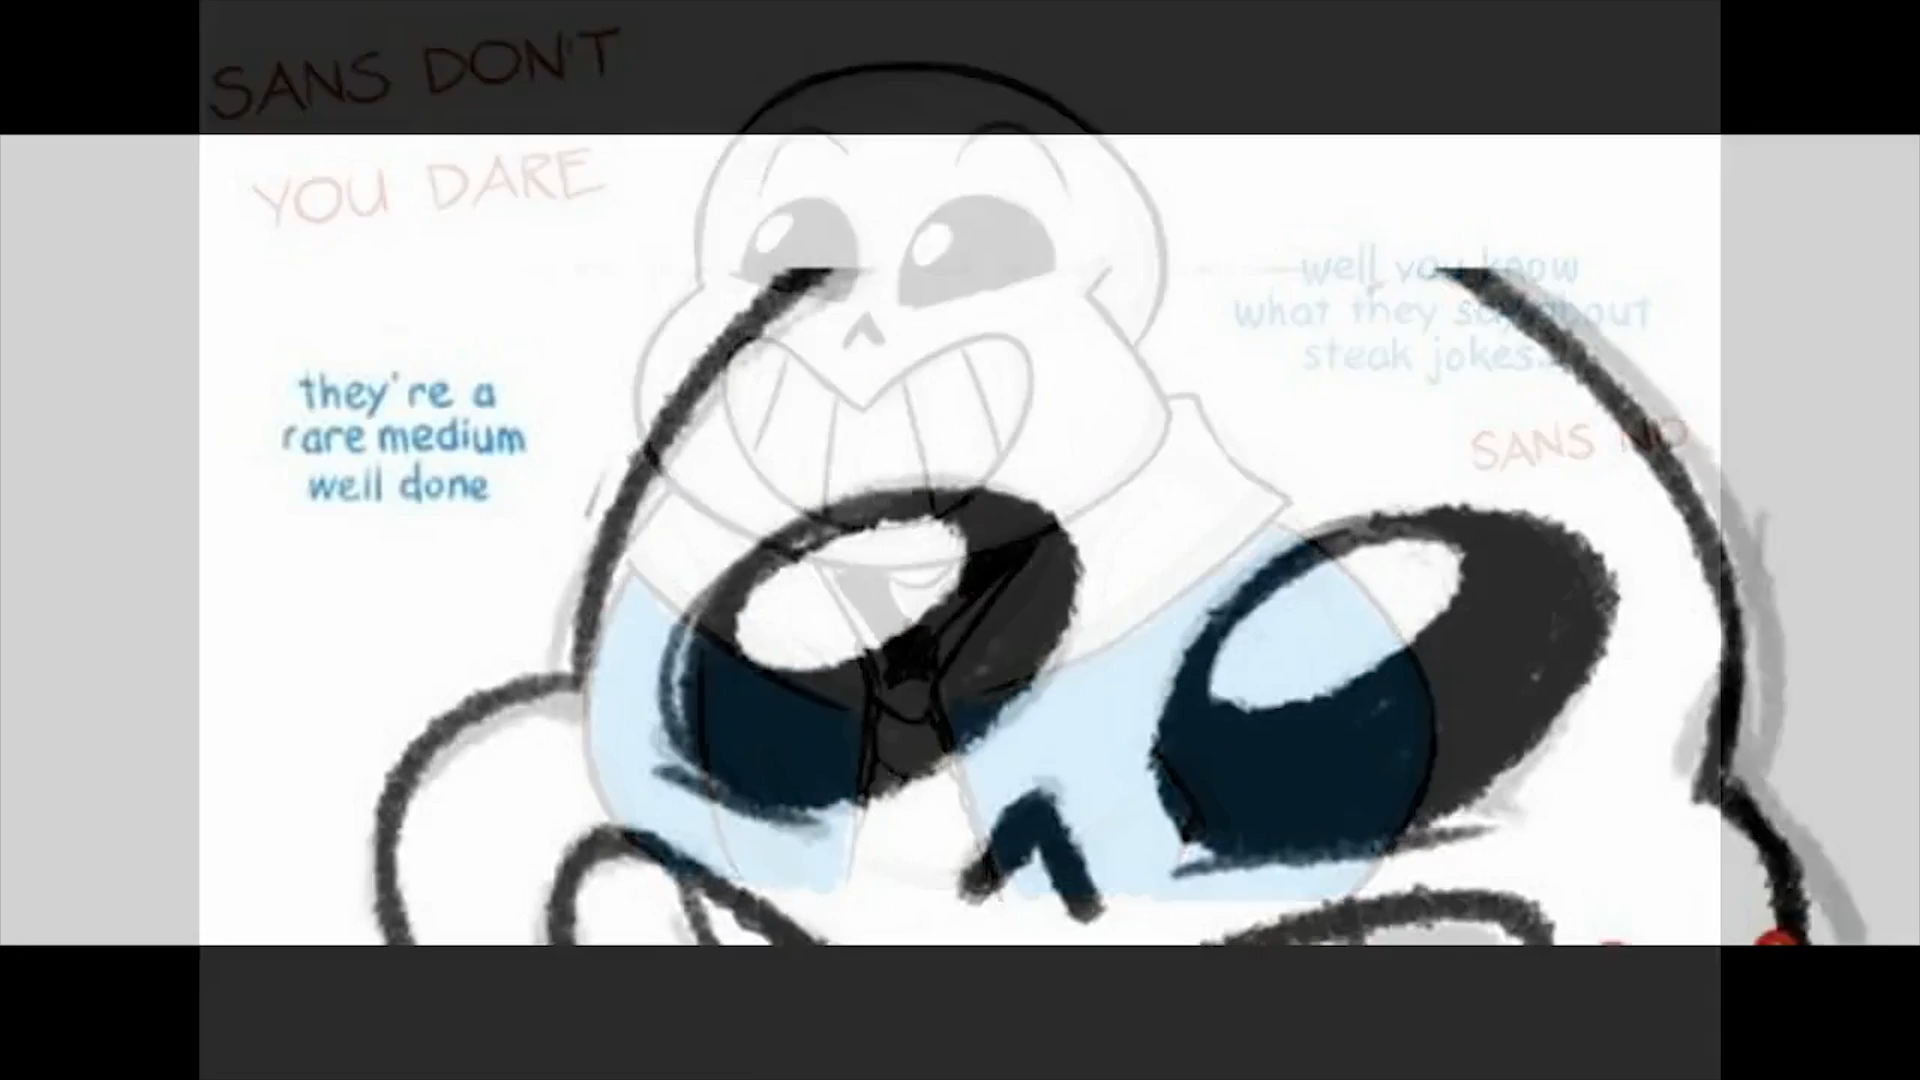 SANS DON'T
YOU DARE
well you know
what they say about
steak jokes...
SANS NO
they're a
rare medium
well done